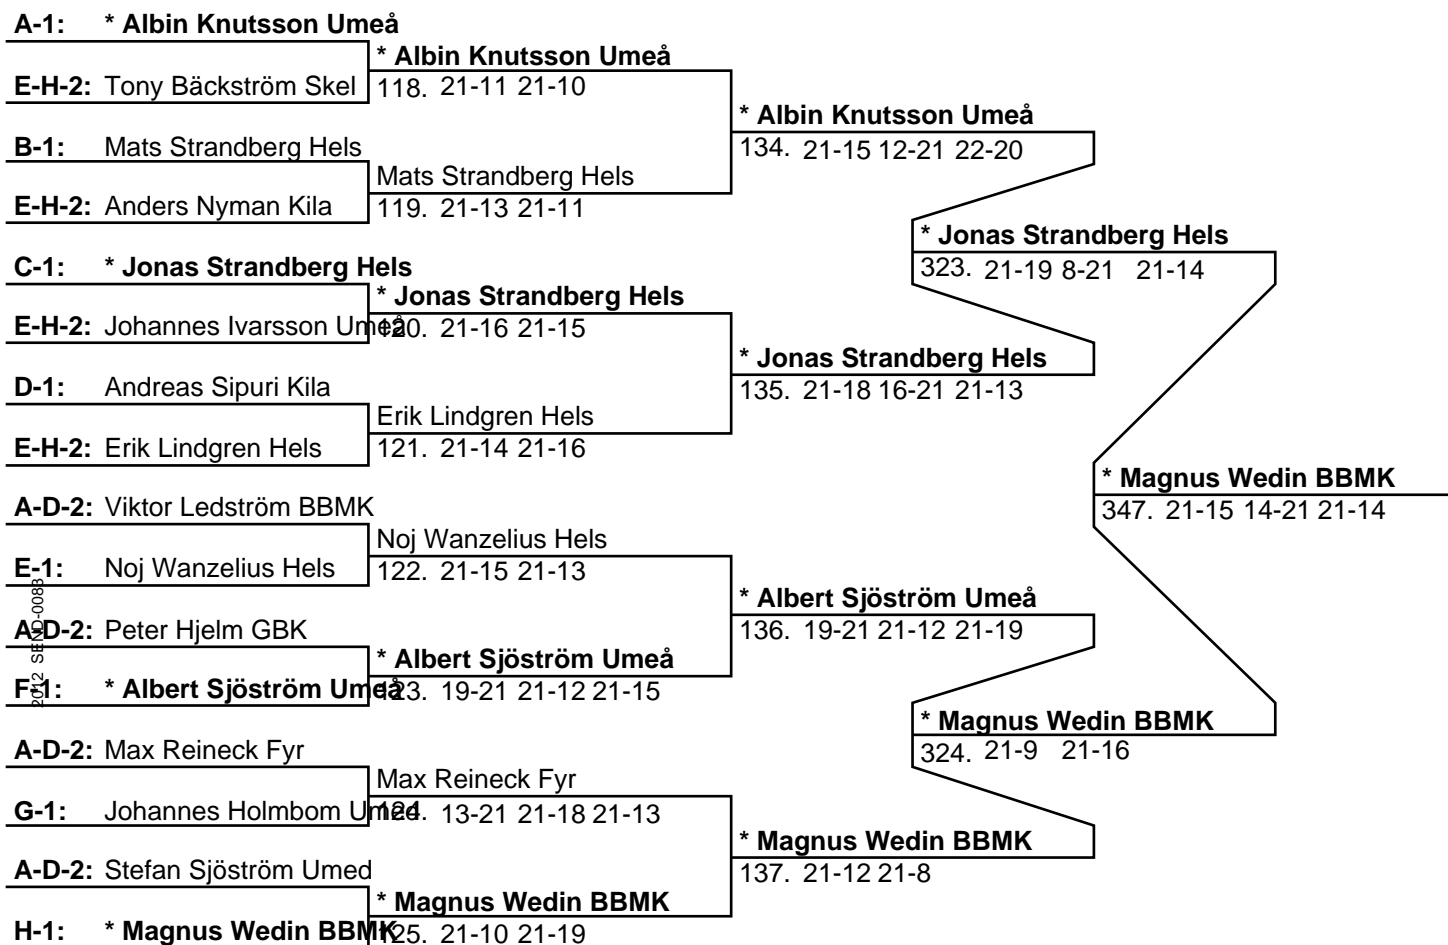 A-1: * Albin Knutsson Umeå
* Albin Knutsson Umeå
E-H-2: Tony Bäckström Skel
118. 21-11 21-10
* Albin Knutsson Umeå
B-1: Mats Strandberg Hels
134. 21-15 12-21 22-20
Mats Strandberg Hels
E-H-2: Anders Nyman Kila
119. 21-13 21-11
* Jonas Strandberg Hels
323. 21-19 8-21 21-14
C-1: * Jonas Strandberg Hels
* Jonas Strandberg Hels
E-H-2: Johannes Ivarsson Umeå
120. 21-16 21-15
* Jonas Strandberg Hels
D-1: Andreas Sipuri Kila
135. 21-18 16-21 21-13
Erik Lindgren Hels
E-H-2: Erik Lindgren Hels
121. 21-14 21-16
* Magnus Wedin BBMK
347. 21-15 14-21 21-14
A-D-2: Viktor Ledström BBMK
Noj Wanzelius Hels
E-1: Noj Wanzelius Hels
122. 21-15 21-13
* Albert Sjöström Umeå
A-D-2: Peter Hjelm GBK
136. 19-21 21-12 21-19
* Albert Sjöström Umeå
F-1: * Albert Sjöström Umeå
123. 19-21 21-12 21-15
2012 SEND-0083
* Magnus Wedin BBMK
324. 21-9 21-16
A-D-2: Max Reineck Fyr
Max Reineck Fyr
G-1: Johannes Holmbom Umed
124. 13-21 21-18 21-13
* Magnus Wedin BBMK
A-D-2: Stefan Sjöström Umed
137. 21-12 21-8
* Magnus Wedin BBMK
H-1: * Magnus Wedin BBMK
125. 21-10 21-19